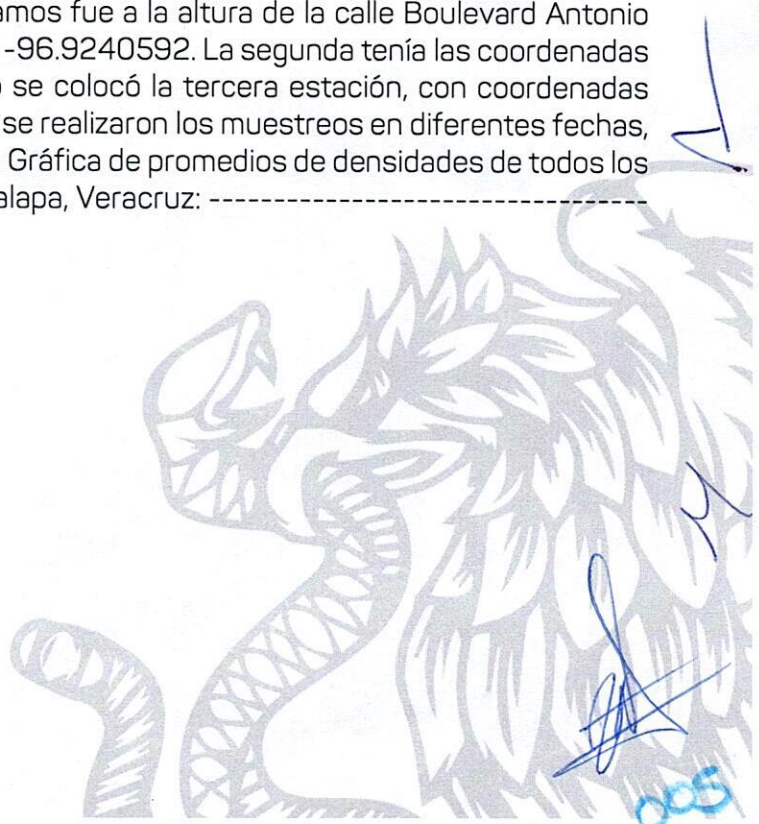 amos fue a la altura de la calle Boulevard Antonio
-96.9240592. La segunda tenía las coordenadas
se colocó la tercera estación, con coordenadas
se realizaron los muestreos en diferentes fechas,
Gráfica de promedios de densidades de todos los
alapa, Veracruz: ----------------------------------
005